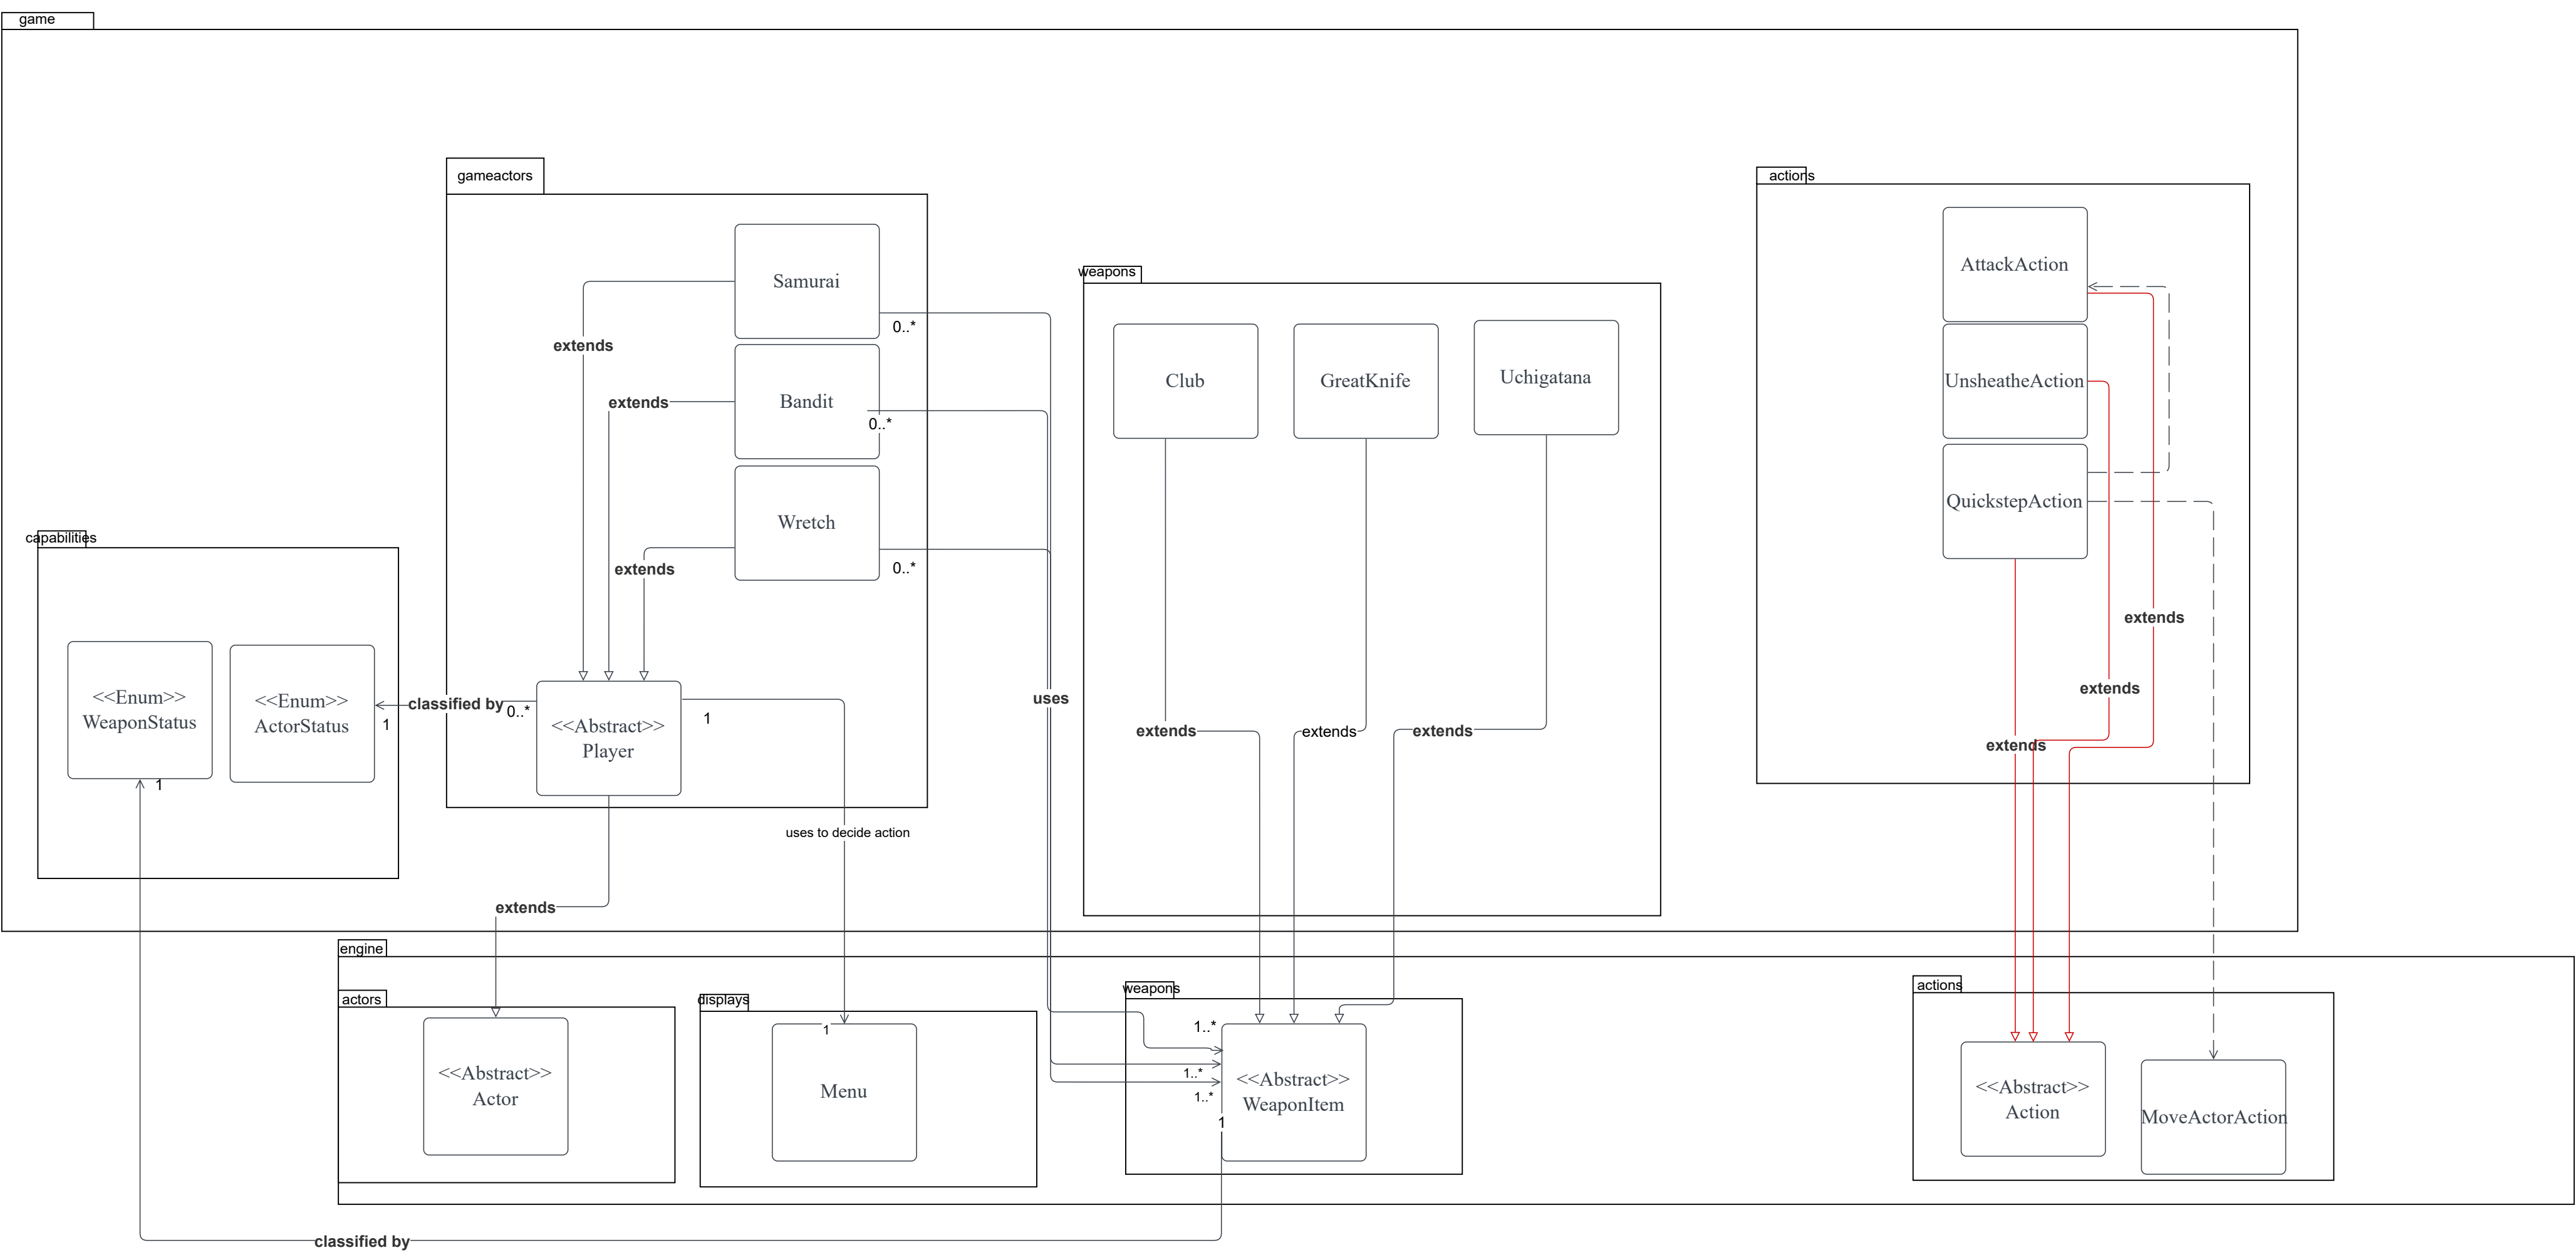 game
gameactors
actions
Samurai
AttackAction
weapons
0..*
extends
Club
GreatKnife
Uchigatana
UnsheatheAction
extends
Bandit
0..*
QuickstepAction
Wretch
capabilities
extends
0..*
extends
<<Enum>>
WeaponStatus
<<Enum>>
ActorStatus
classified by
0..*
1
<<Abstract>>
Player
1
uses
extends
extends
extends
extends
extends
1
uses to decide action
extends
engine
actors
displays
weapons
actions
1
1..*
<<Abstract>>
Actor
Menu
1..*
1..*
<<Abstract>>
WeaponItem
1
<<Abstract>>
Action
MoveActorAction
classified by